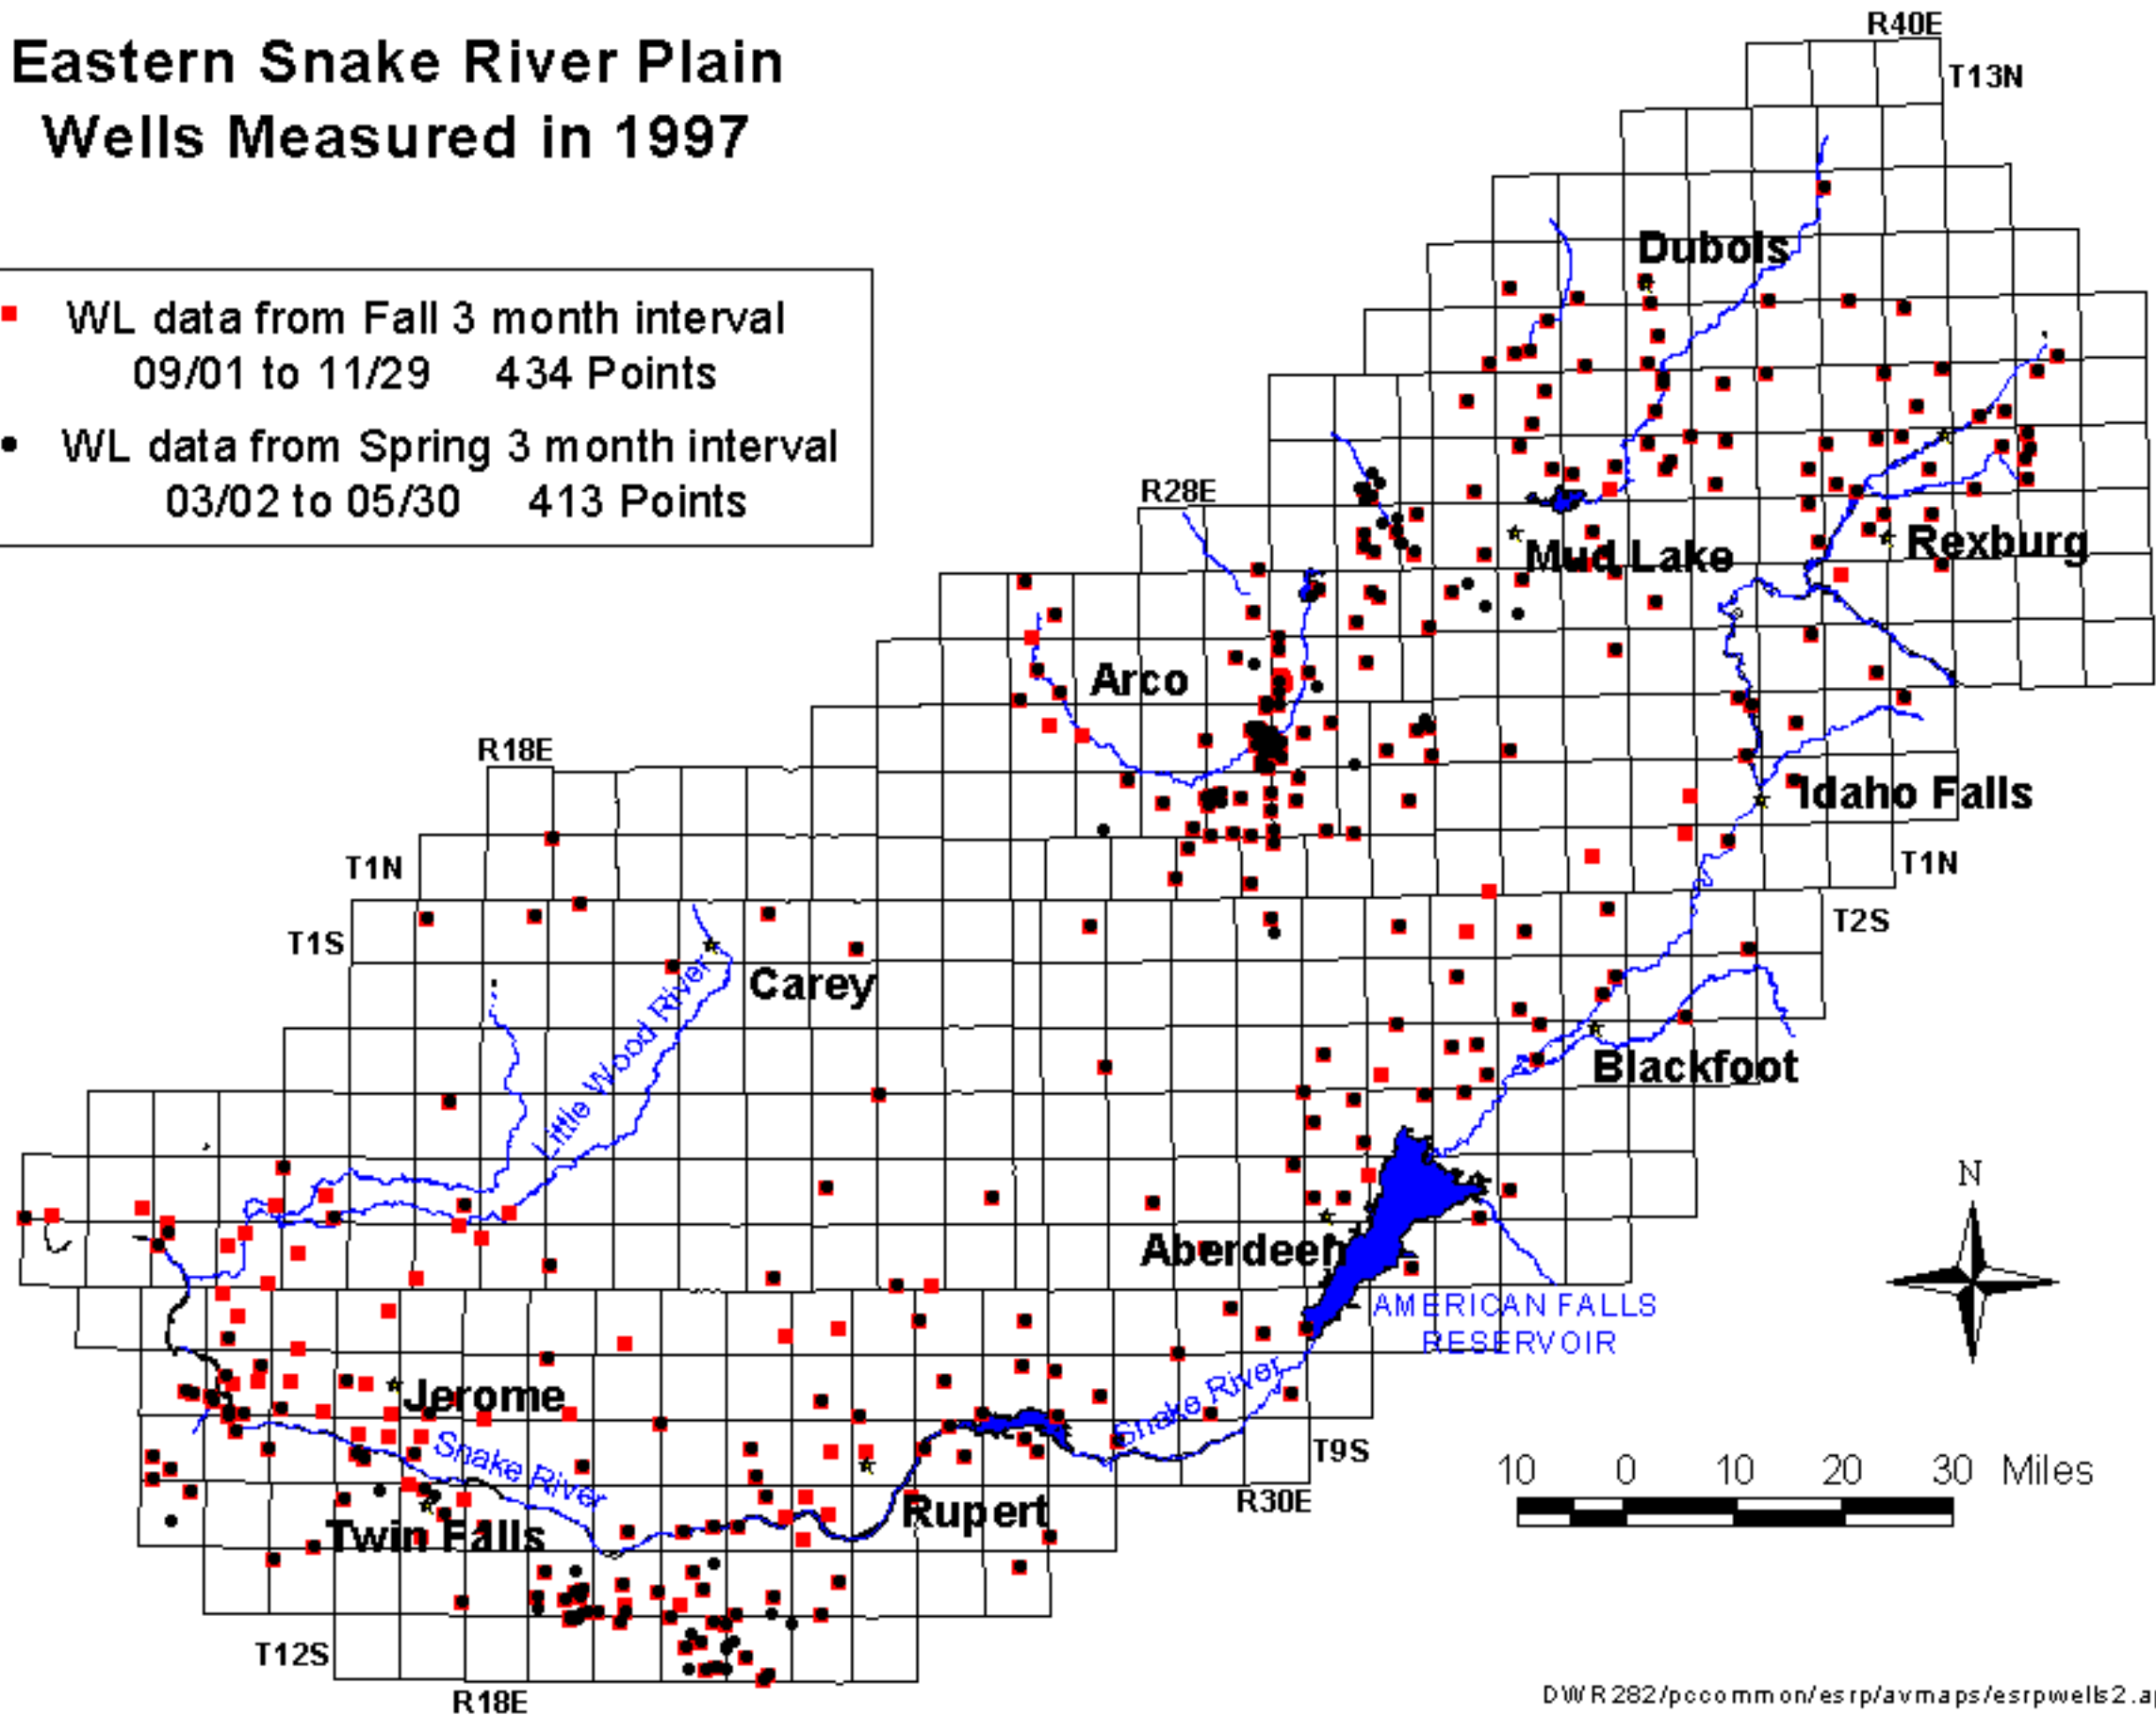 Eastern Snake River Plain
Wells Measured in 1997
WL data from Fall 3 month interval
09/01 to 11/29 434 Points
WL data from Spring 3 month interval
03/02 to 05/30 413 Points
R40E
T13N
Dubois
R28E
Mud Lake
Rexburg
Arco
R18E
Idaho Falls
T1N
T1N
T1S
T2S
Carey
Little Wood River
Blackfoot
N
Aberdeen
AMERICAN FALLS
RESERVOIR
Jerome
Snake River
Snake River
T9S
10 0 10 20 30 Miles
R30E
Rupert
Twin Falls
T12S
R18E
DWR282/pccommon/esrp/avmaps/esrpwells2.ap